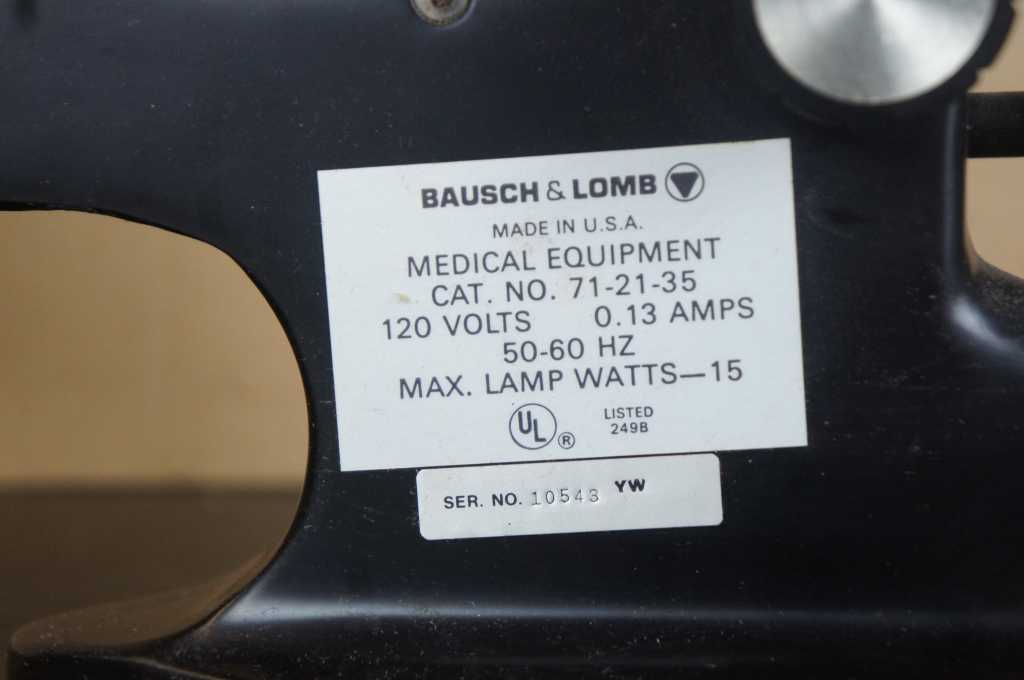 BAUSCH & LOMB
MADE IN U.S.A.
MEDICAL EQUIPMENT
CAT. NO. 71-21-35
120 VOLTS 0.13 AMPS
50-60 HZ
MAX. LAMP WATTS—15
UL ® LISTED
249B
SER. NO. 10543 YW